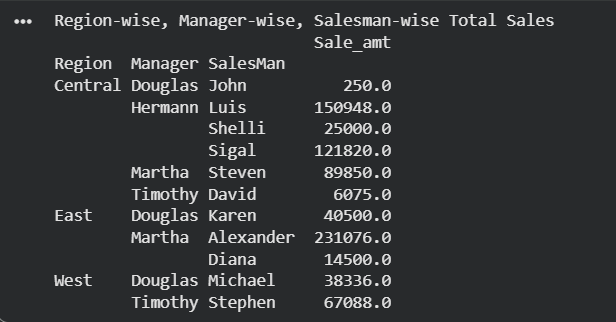 Region-wise, Manager-wise, Salesman-wise Total Sales
Sale_amt
Region Manager SalesMan
Central Douglas John 250.0
Hermann Luis 150948.0
Shelli 25000.0
Sigal 121820.0
Martha Steven 89850.0
Timothy David 6075.0
East Douglas Karen 40500.0
Martha Alexander 231076.0
Diana 14500.0
West Douglas Michael 38336.0
Timothy Stephen 67088.0